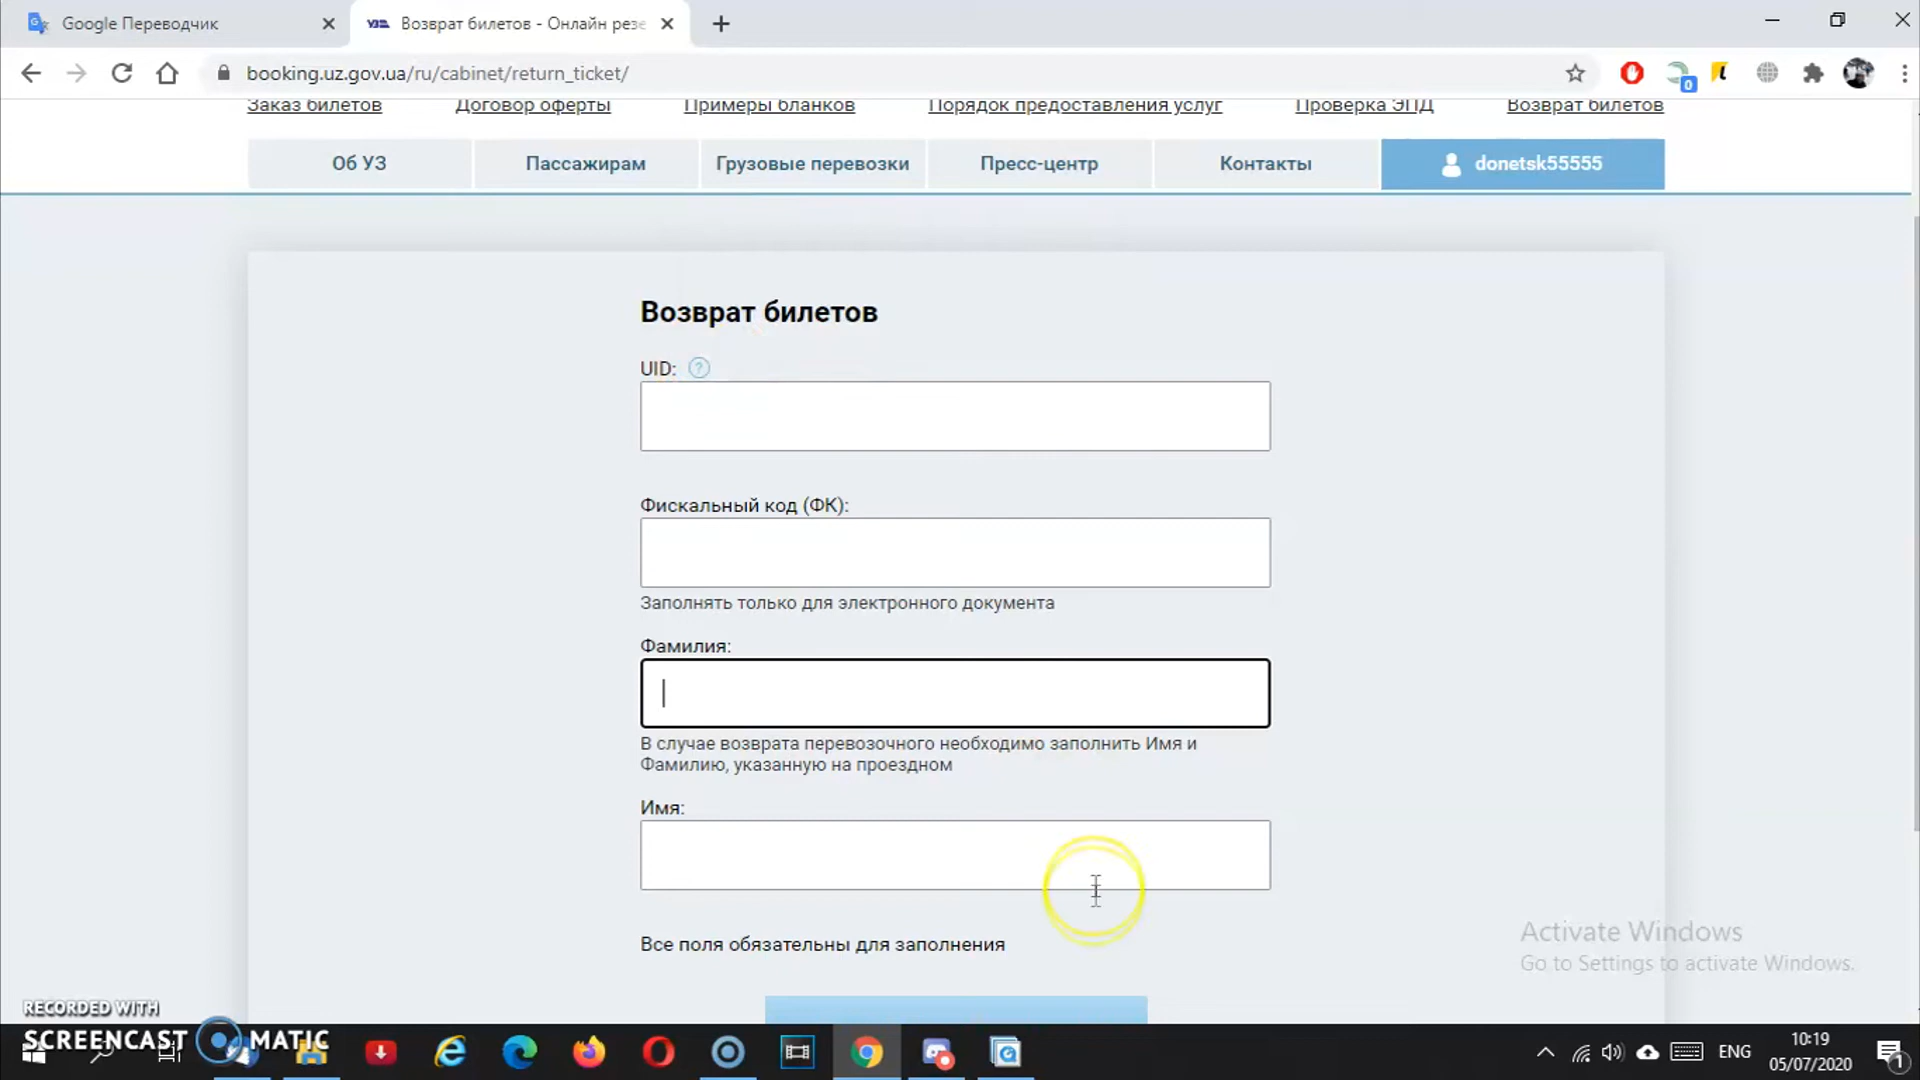 Google Переводчик
УЗ Возврат билетов - Онлайн резе
booking.uz.gov.ua/ru/cabinet/return_ticket/
0
Заказ билетов Договор оферты Примеры бланков Порядок предоставления услуг Проверка ЭПД Возврат билетов
Об УЗ Пассажирам Грузовые перевозки Пресс-центр Контакты donetsk55555
Возврат билетов
UID: ?
Фискальный код (ФК):
Заполнять только для электронного документа
Фамилия:
В случае возврата перевозочного необходимо заполнить Имя и
Фамилию, указанную на проездном
Имя:
Все поля обязательны для заполнения
Activate Windows
Go to Settings to activate Windows.
RECORDED WITH
SCREENCAST MATIC
ENG
10:19
05/07/2020
1